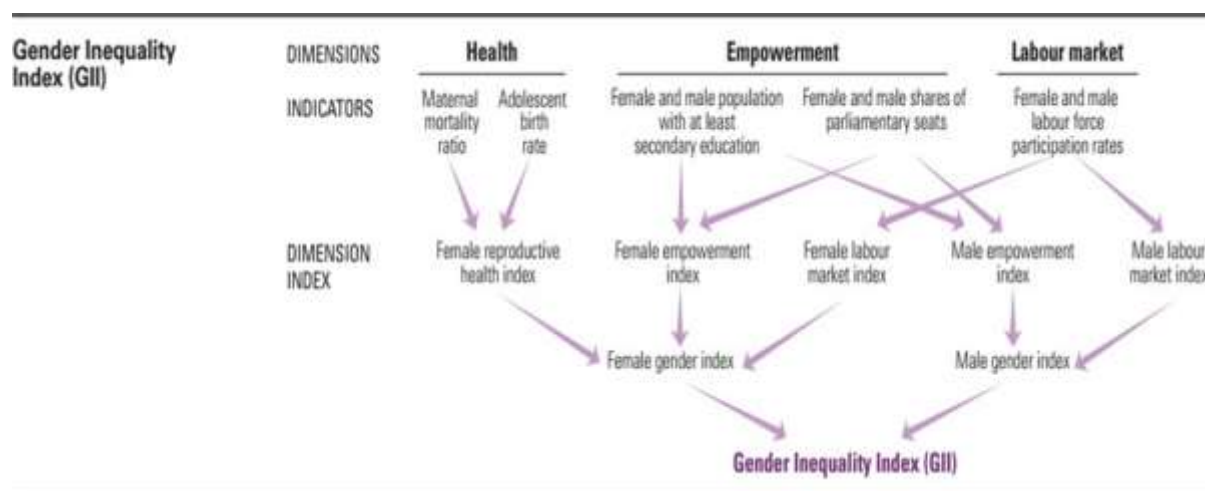 Gender Inequality
Index (GII)
DIMENSIONS
Health
Empowerment
Labour market
INDICATORS
Maternal
mortality
ratio
Adolescent
birth
rate
Female and male population
with at least
secondary education
Female and male shares of
parliamentary seats
Female and male
labour force
participation rates
DIMENSION
INDEX
Female reproductive
health index
Female empowerment
index
Female labour
market index
Male empowerment
index
Male labour
market index
Female gender index
Male gender index
Gender Inequality Index (GII)